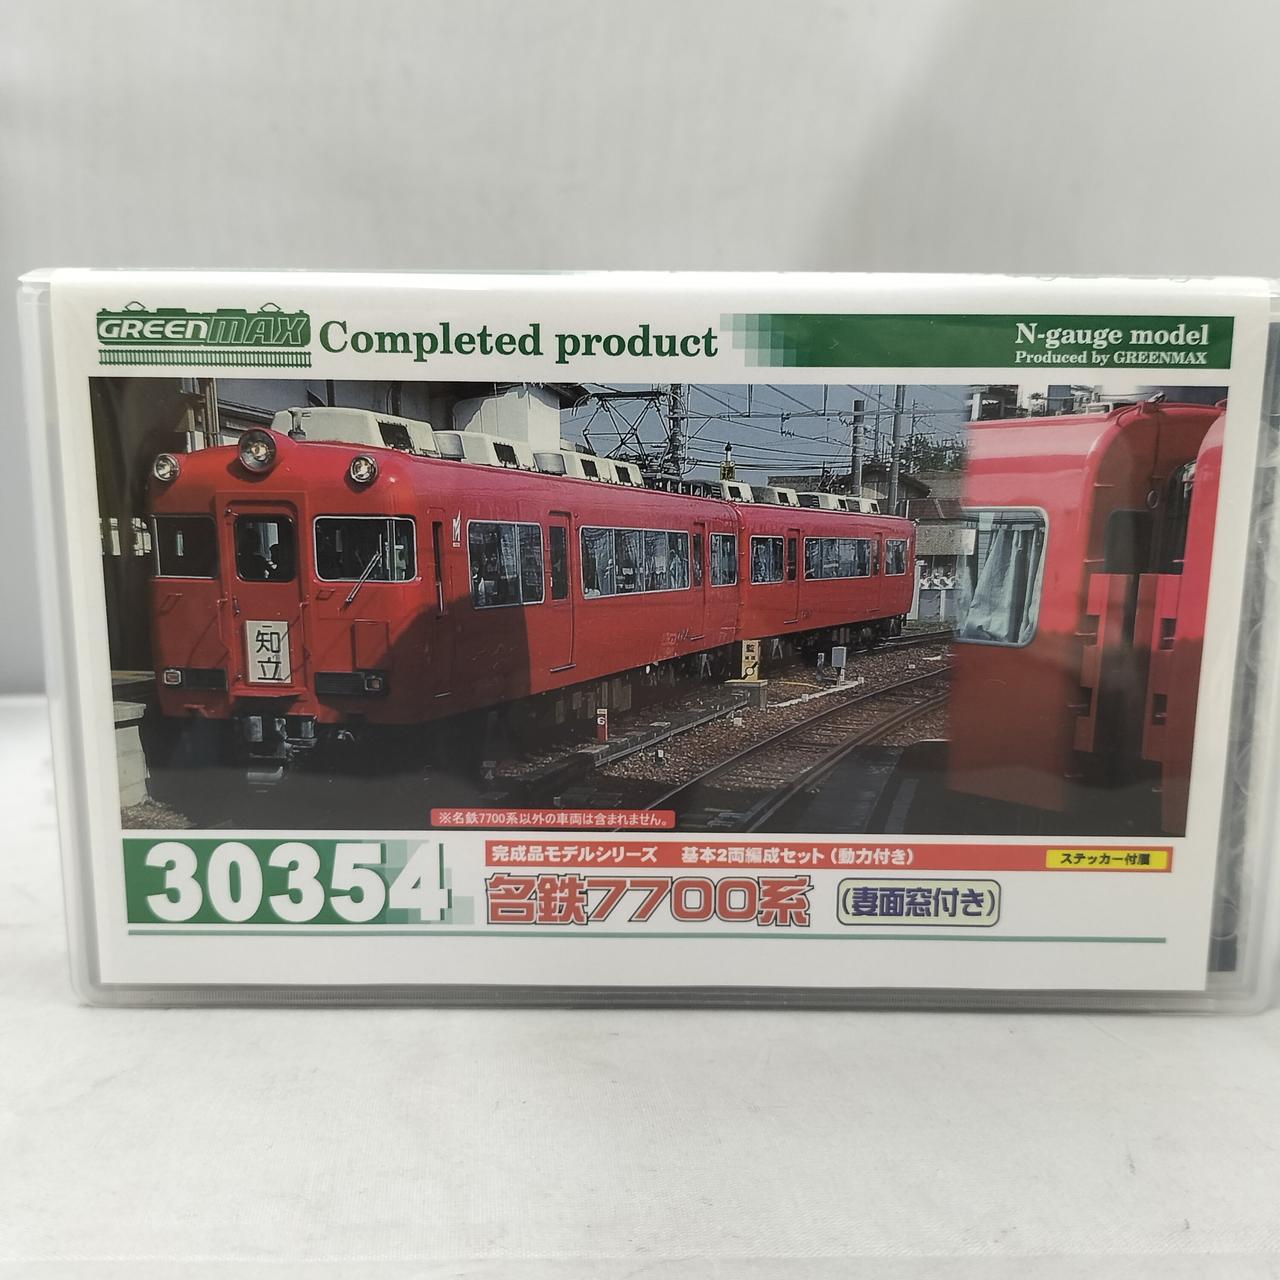 GREENMAX Completed product
N-gauge model
Produced by GREENMAX
知立
※名鉄7700系以外の車両は含まれません。
30354
完成品モデルシリーズ 基本2両編成セット(動力付き)
ステッカー付属
名鉄7700系 (妻面窓付き)